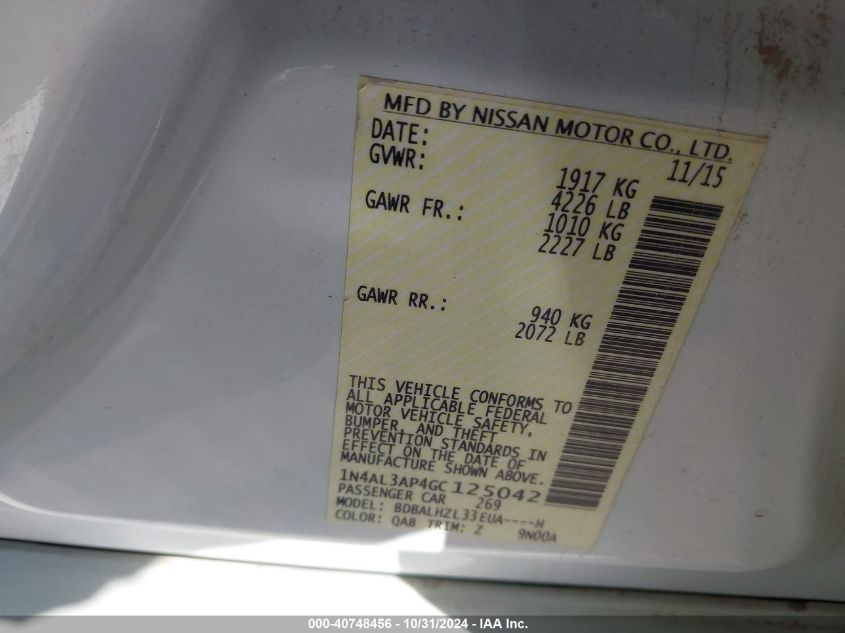 MFD BY NISSAN MOTOR CO., LTD.
DATE: 11/15
GVWR: 1917 KG
4226 LB
GAWR FR.: 1010 KG
2227 LB
GAWR RR.: 940 KG
2072 LB
THIS VEHICLE CONFORMS TO
ALL APPLICABLE FEDERAL
MOTOR VEHICLE SAFETY,
BUMPER, AND THEFT
PREVENTION STANDARDS IN
EFFECT ON THE DATE OF
MANUFACTURE SHOWN ABOVE.
1N4AL3AP4GC125042
PASSENGER CAR 269
MODEL: BDBALHZL33EUA----H
COLOR: QAB TRIM: Z 9N00A
000-40748456 - 10/31/2024 - IAA Inc.